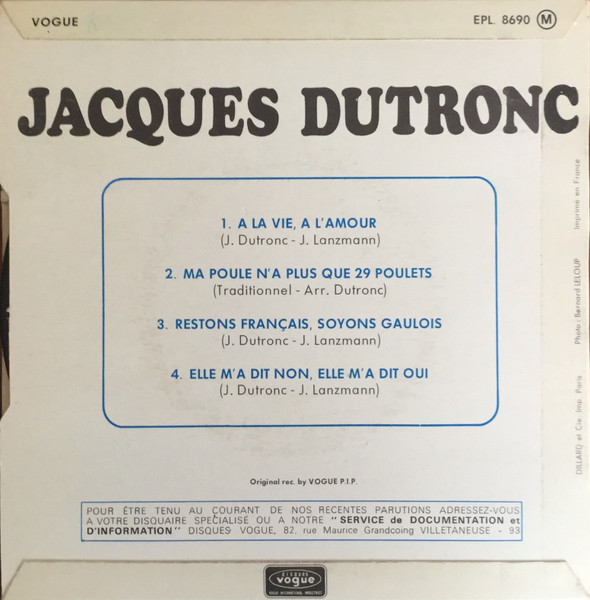 VOGUE
EPL. 8690 M
JACQUES DUTRONC
1. A LA VIE, A L'AMOUR
(J. Dutronc - J. Lanzmann)
2. MA POULE N'A PLUS QUE 29 POULETS
(Traditionnel - Arr. Dutronc)
3. RESTONS FRANÇAIS, SOYONS GAULOIS
(J. Dutronc - J. Lanzmann)
4. ELLE M'A DIT NON, ELLE M'A DIT OUI
(J. Dutronc - J. Lanzmann)
Original rec. by VOGUE P.I.P.
POUR ÊTRE TENU AU COURANT DE NOS RECENTES PARUTIONS ADRESSEZ-VOUS
A VOTRE DISQUAIRE SPÉCIALISÉ OU A NOTRE "SERVICE de DOCUMENTATION et
D'INFORMATION" DISQUES VOGUE, 82, rue Maurice Grandcoing VILLETANEUSE - 93
DISQUES
vogue
DILLARD et Cie. Imp. Paris
Photo : Bernard LELOUP
Imprimé en France